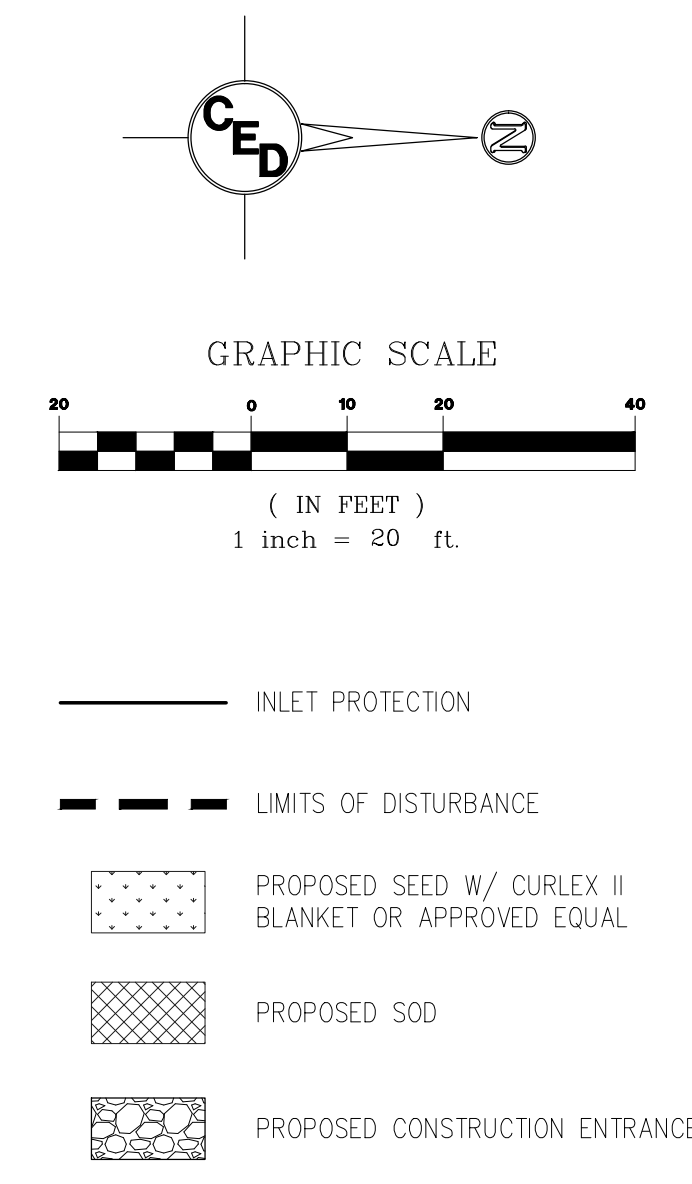 CED
N
GRAPHIC SCALE
20 0 10 20 40
( IN FEET )
1 inch = 20 ft.
INLET PROTECTION
LIMITS OF DISTURBANCE
PROPOSED SEED W/ CURLEX II
BLANKET OR APPROVED EQUAL
PROPOSED SOD
PROPOSED CONSTRUCTION ENTRANCE